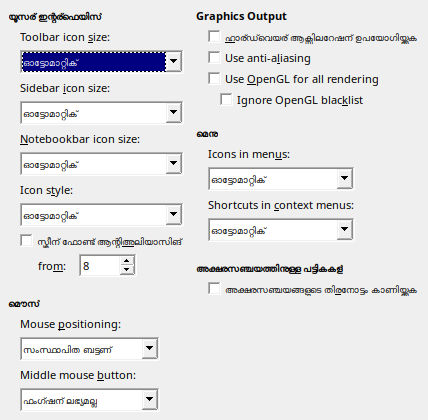 യൂസര്‍ ഇന്റര്‍ഫെയിസ്
Toolbar icon size:
ഓട്ടോമാറ്റിക്
Sidebar icon size:
ഓട്ടോമാറ്റിക്
Notebookbar icon size:
ഓട്ടോമാറ്റിക്
Icon style:
ഓട്ടോമാറ്റിക്
സ്ക്രീന്‍ ഫോണ്ട് ആന്റിഅലിയാസിങ്
from: 8
മൌസ്
Mouse positioning:
സംസ്ഥാപിത ബട്ടണ്‍
Middle mouse button:
ഫംഗ്ഷന്‍ ലഭ്യമല്ല
Graphics Output
ഹാര്‍ഡ്‌വെയര്‍ ആക്സിലറേഷന്‍ ഉപയോഗിയ്ക്കുക
Use anti-aliasing
Use OpenGL for all rendering
Ignore OpenGL blacklist
മെനു
Icons in menus:
ഓട്ടോമാറ്റിക്
Shortcuts in context menus:
ഓട്ടോമാറ്റിക്
അക്ഷരസഞ്ചയത്തിനുള്ള പട്ടികകള്‍
അക്ഷരസഞ്ചയങ്ങളുടെ തിരനോട്ടം കാണിയ്ക്കുക